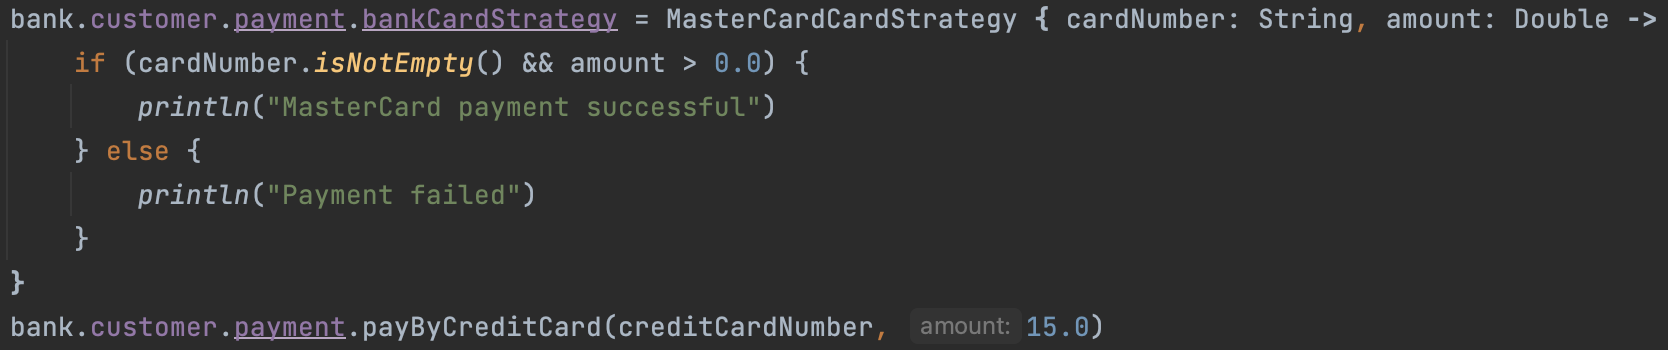 bank.customer.payment.bankCardStrategy = MasterCardCardStrategy { cardNumber: String, amount: Double ->
    if (cardNumber.isNotEmpty() && amount > 0.0) {
        println("MasterCard payment successful")
    } else {
        println("Payment failed")
    }
}
bank.customer.payment.payByCreditCard(creditCardNumber, amount: 15.0)